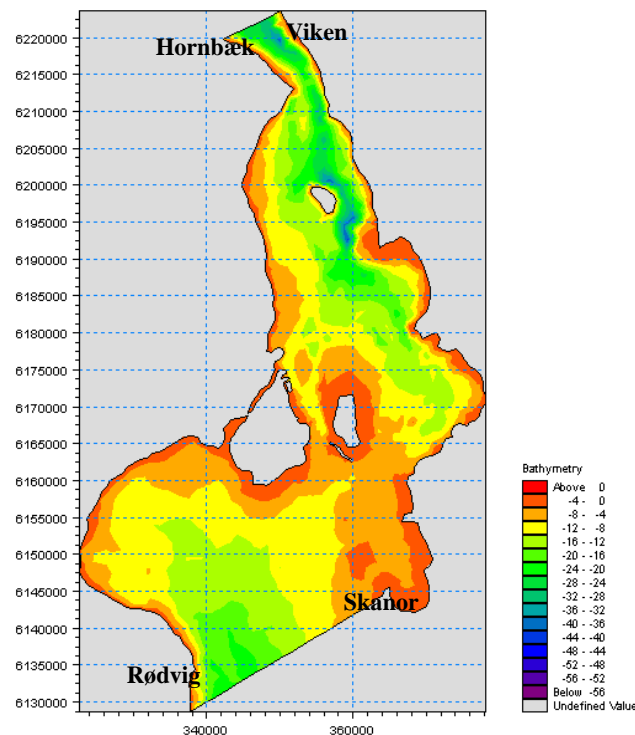 6220000
6215000
6210000
6205000
6200000
6195000
6190000
6185000
6180000
6175000
6170000
6165000
6160000
6155000
6150000
6145000
6140000
6135000
6130000
340000 360000
Viken
Hornbæk
Skanor
Rødvig
Bathymetry
Above 0
-4 - 0
-8 - -4
-12 - -8
-16 - -12
-20 - -16
-24 - -20
-28 - -24
-32 - -28
-36 - -32
-40 - -36
-44 - -40
-48 - -44
-52 - -48
-56 - -52
Below -56
Undefined Value